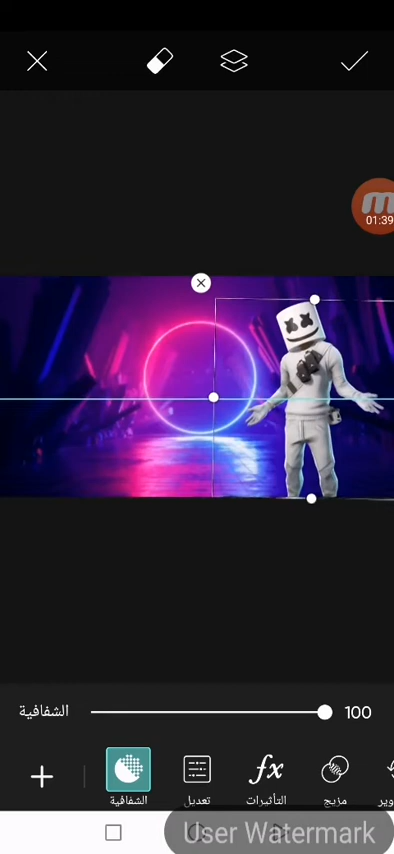 01:39
الشفافية
100
الشفافية
تعديل
التأثيرات
مزيج
User Watermark